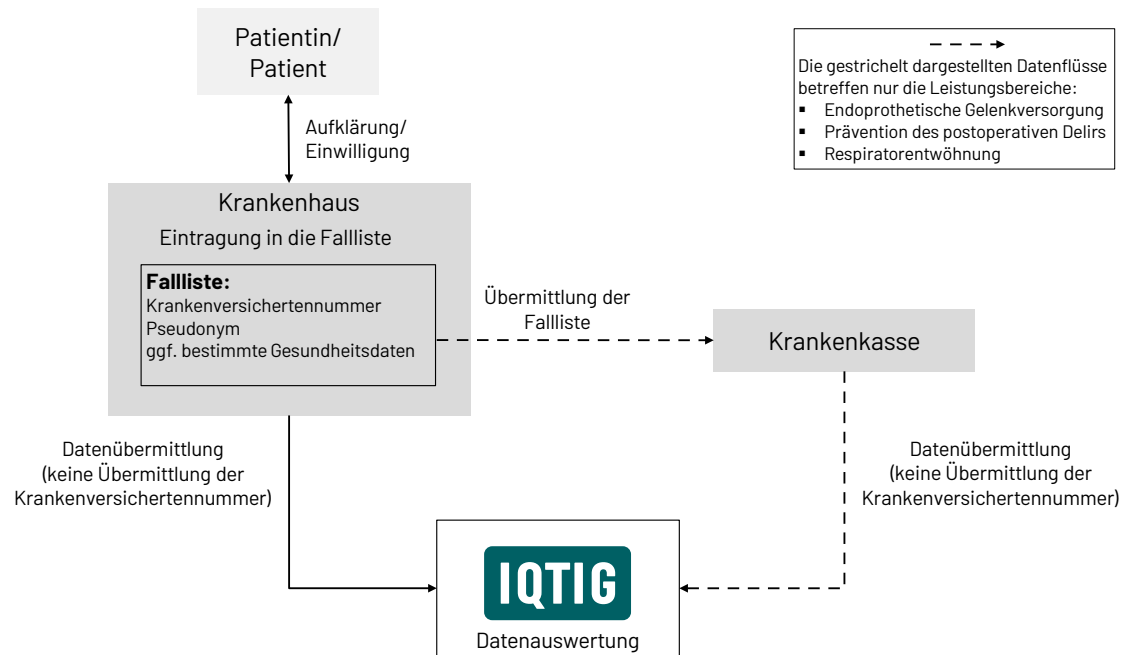 Patientin/
Patient
Die gestrichelt dargestellten Datenflüsse
betreffen nur die Leistungsbereiche:
▪ Endoprothetische Gelenkversorgung
▪ Prävention des postoperativen Delirs
▪ Respiratorentwöhnung
Aufklärung/
Einwilligung
Krankenhaus
Eintragung in die Fallliste
Fallliste:
Krankenversichertennummer
Pseudonym
ggf. bestimmte Gesundheitsdaten
Übermittlung der
Fallliste
Krankenkasse
Datenübermittlung
(keine Übermittlung der
Krankenversichertennummer)
Datenübermittlung
(keine Übermittlung der
Krankenversichertennummer)
IQTIG
Datenauswertung